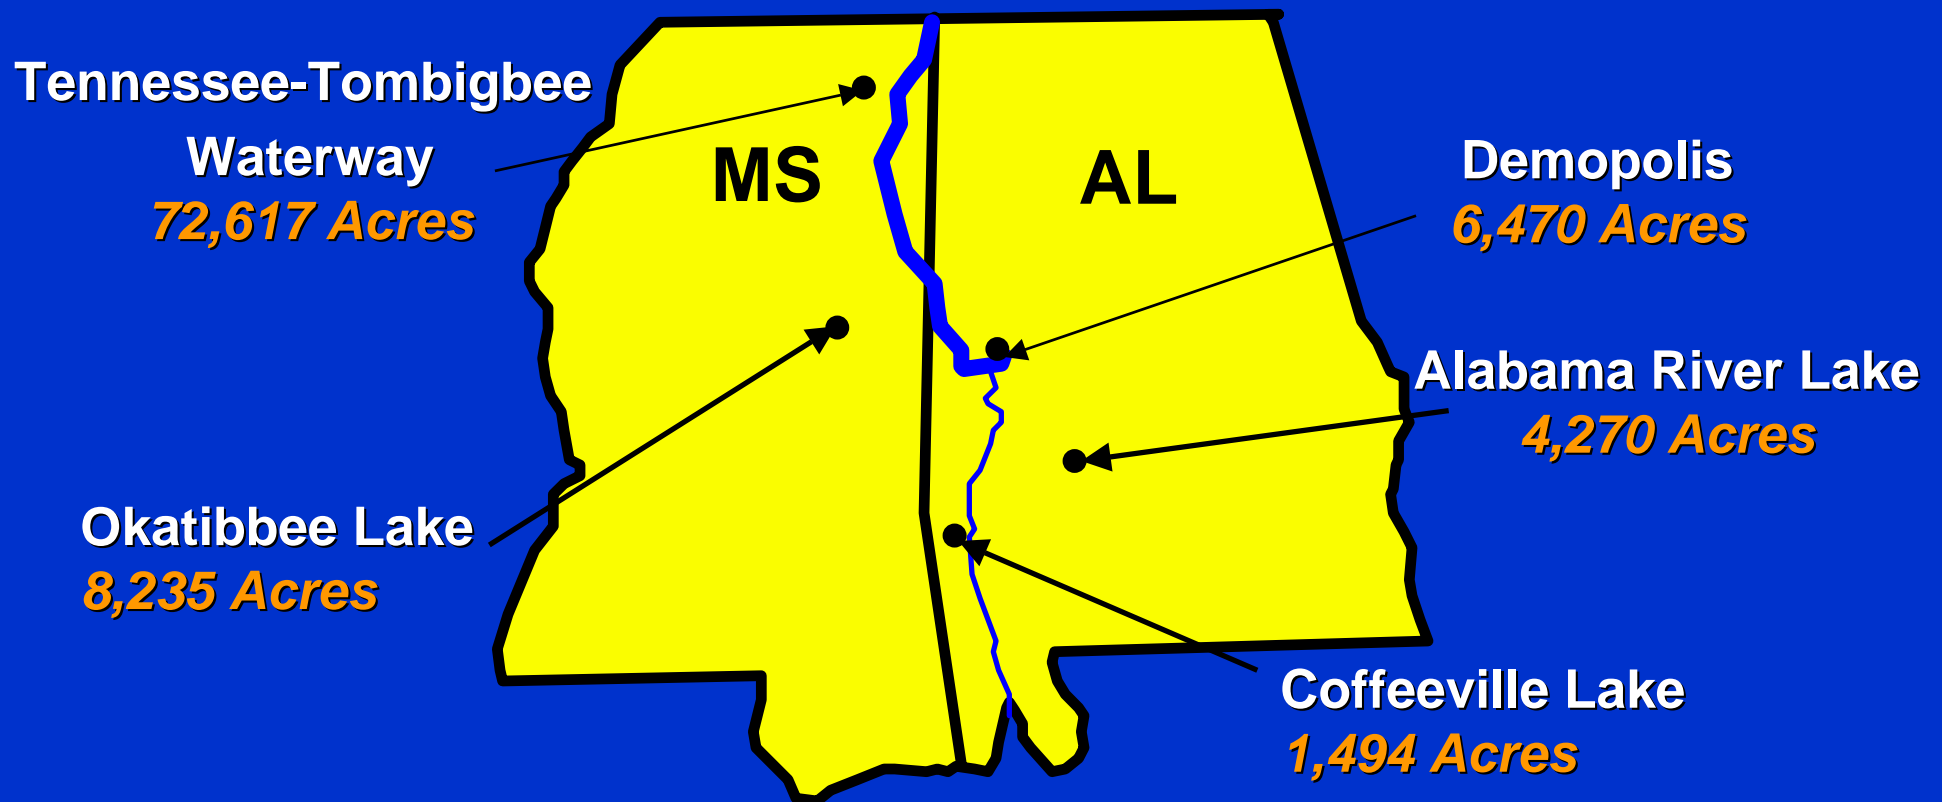 Tennessee-Tombigbee
Waterway
72,617 Acres
MS
AL
Demopolis
6,470 Acres
Alabama River Lake
4,270 Acres
Okatibbee Lake
8,235 Acres
Coffeeville Lake
1,494 Acres